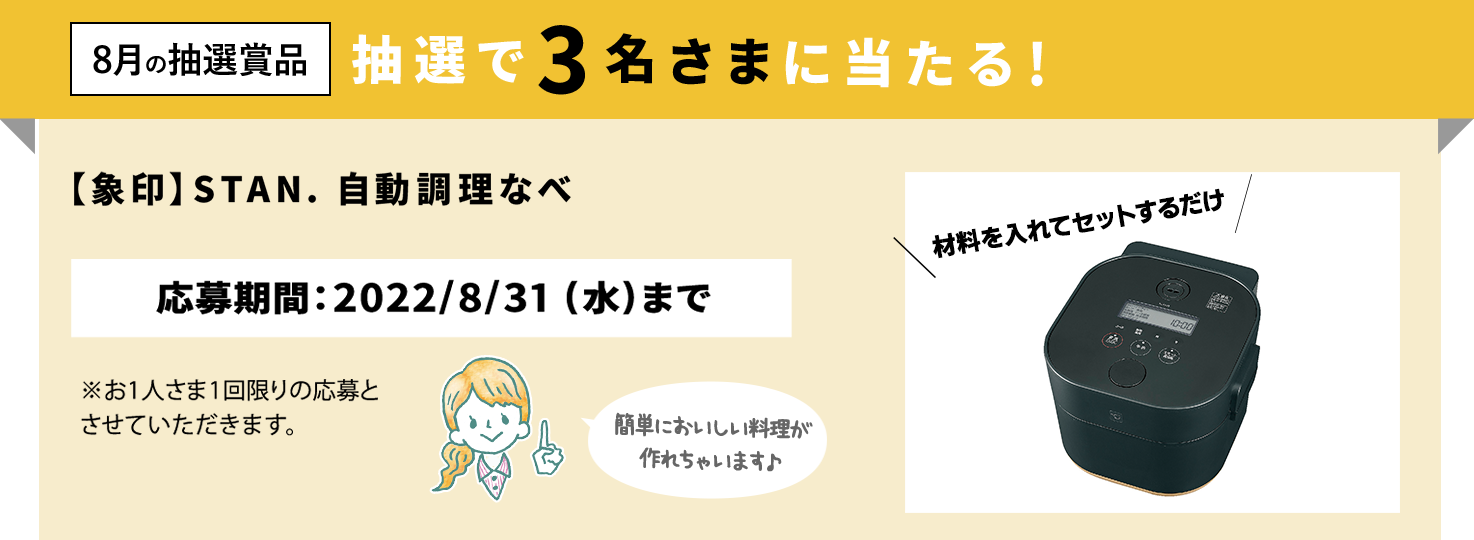 8月の抽選賞品
抽選で3名さまに当たる!
【象印】STAN. 自動調理なべ
応募期間：2022/8/31（水）まで
※お1人さま1回限りの応募と
させていただきます。
簡単においしい料理が
作れちゃいます♪
材料を入れてセットするだけ
10:00